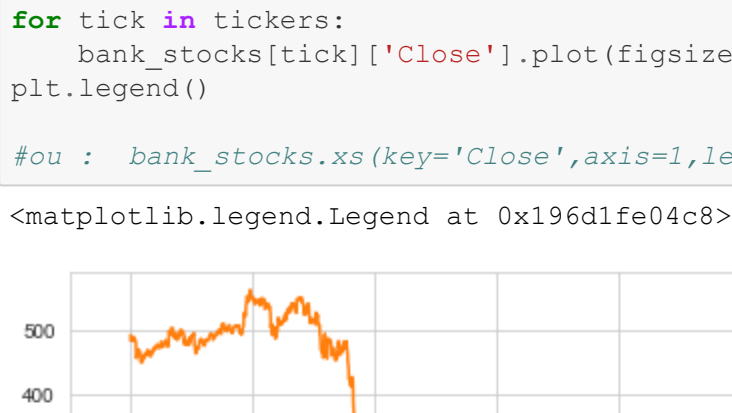 for tick in tickers:
    bank_stocks[tick]['Close'].plot(figsize
plt.legend()
#ou :  bank_stocks.xs(key='Close',axis=1,le
<matplotlib.legend.Legend at 0x196d1fe04c8>
500
400